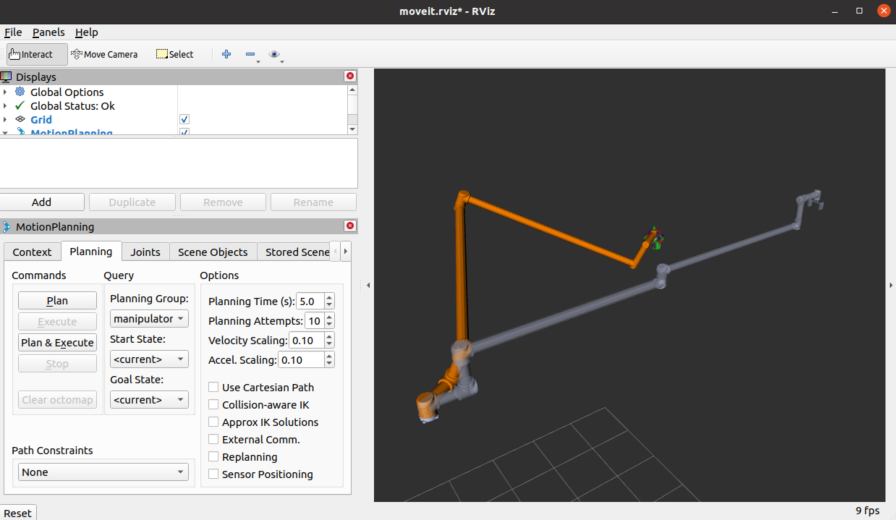 moveit.rviz* - RViz
File Panels Help
Interact Move Camera Select
Displays
Global Options
Global Status: Ok
Grid
MotionPlanning
Add Duplicate Remove Rename
MotionPlanning
Context Planning Joints Scene Objects Stored Scene
Commands Query Options
Plan
Execute
Plan & Execute
Stop
Clear octomap
Planning Group:
manipulator
Start State:
<current>
Goal State:
<current>
Planning Time (s): 5.0
Planning Attempts: 10
Velocity Scaling: 0.10
Accel. Scaling: 0.10
Use Cartesian Path
Collision-aware IK
Approx IK Solutions
External Comm.
Replanning
Sensor Positioning
Path Constraints
None
Reset
9 fps